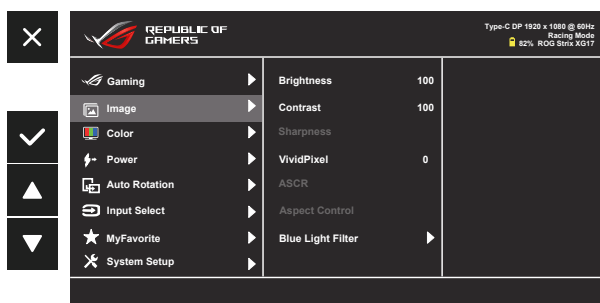 REPUBLIC OF
GAMERS
Type-C DP 1920 x 1080 @ 60Hz
Racing Mode
82% ROG Strix XG17
Gaming
Image
Color
Power
Auto Rotation
Input Select
MyFavorite
System Setup
Brightness 100
Contrast 100
Sharpness
VividPixel 0
ASCR
Aspect Control
Blue Light Filter